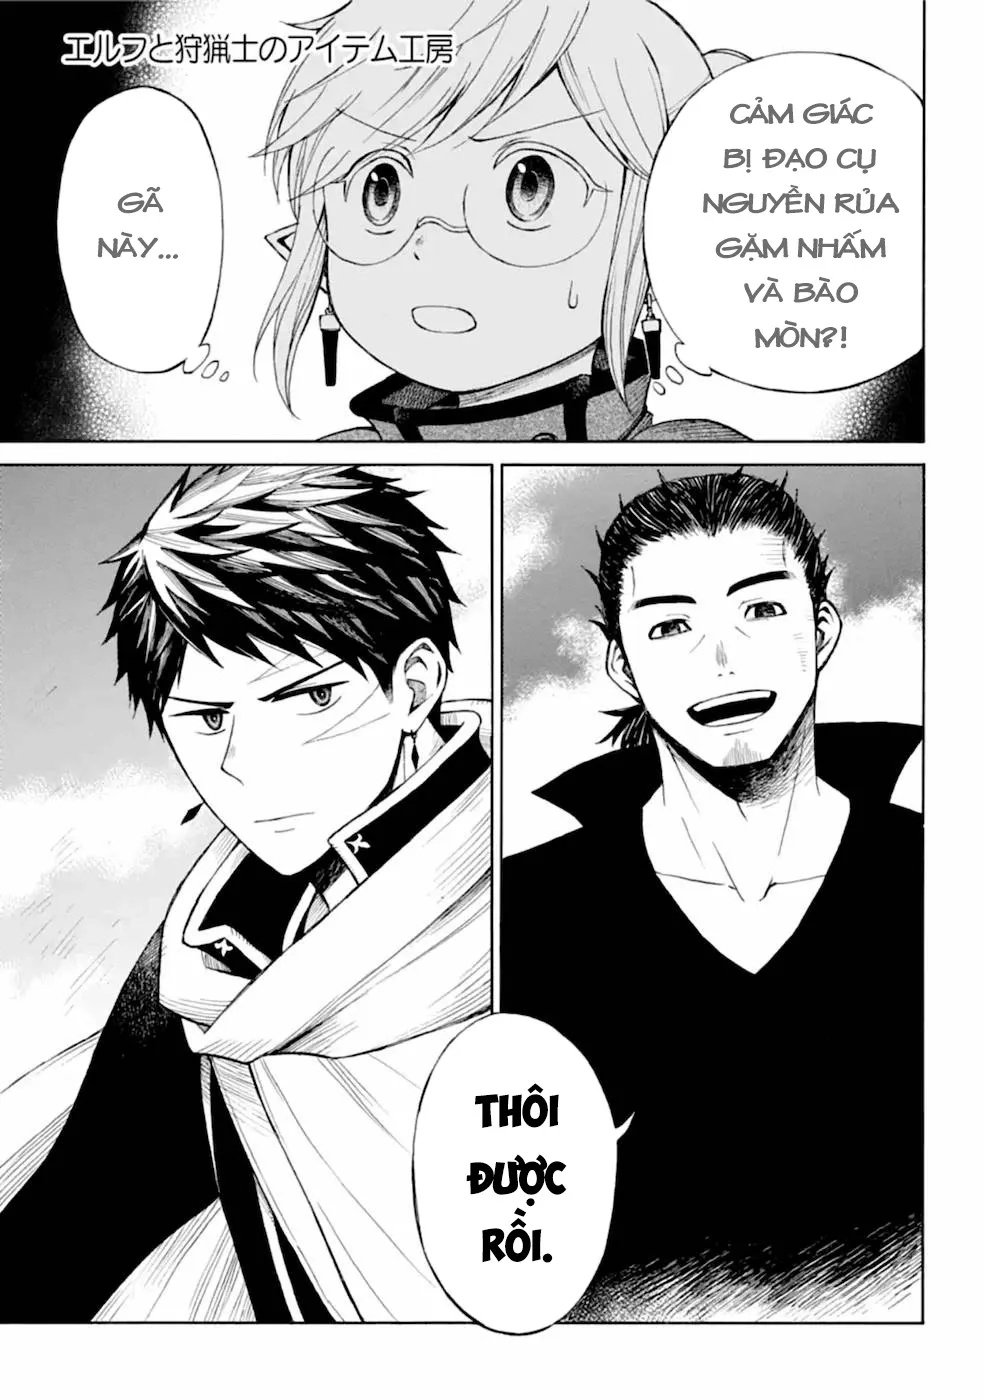 エルフと狩猟士のアイテム工房
CẢM GIÁC
BỊ ĐẠO CỤ
NGUYỀN RỦA
GẶM NHẤM
VÀ BÀO
MÒN?!
GÃ
NÀY...
THÔI
ĐƯỢC
RỒI.